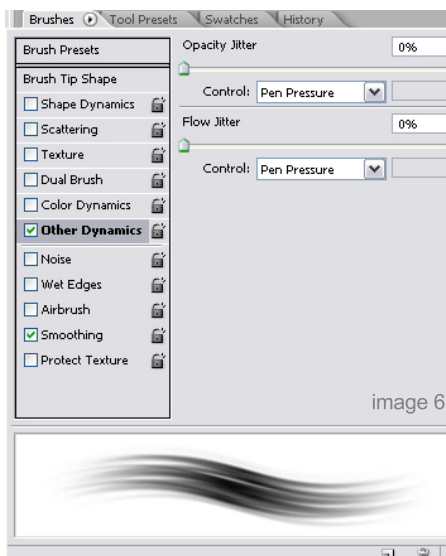 Brushes Tool Presets Swatches History
Brush Presets
Brush Tip Shape
Shape Dynamics
Scattering
Texture
Dual Brush
Color Dynamics
Other Dynamics
Noise
Wet Edges
Airbrush
Smoothing
Protect Texture
Opacity Jitter 0%
Control: Pen Pressure
Flow Jitter 0%
Control: Pen Pressure
image 6